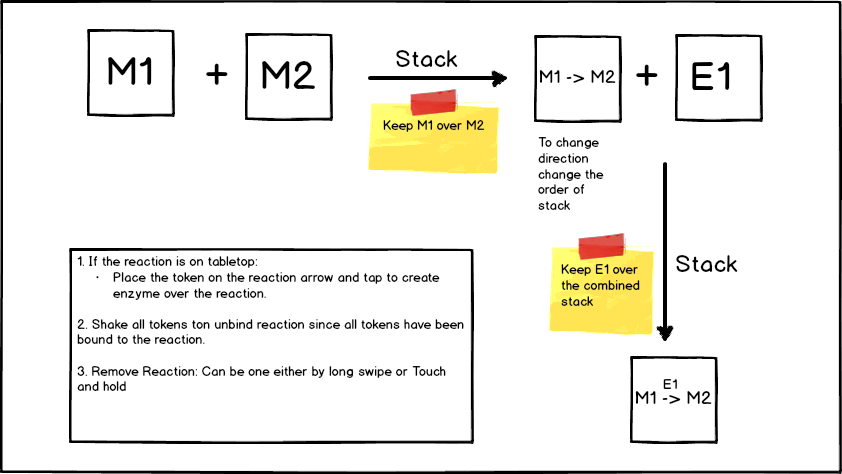 M1 + M2
Stack
Keep M1 over M2
M1 -> M2 + E1
To change
direction
change the
order of
stack
Keep E1 over
the combined
stack
Stack
E1
M1 -> M2
1. If the reaction is on tabletop:
· Place the token on the reaction arrow and tap to create
enzyme over the reaction.
2. Shake all tokens ton unbind reaction since all tokens have been
bound to the reaction.
3. Remove Reaction: Can be one either by long swipe or Touch
and hold